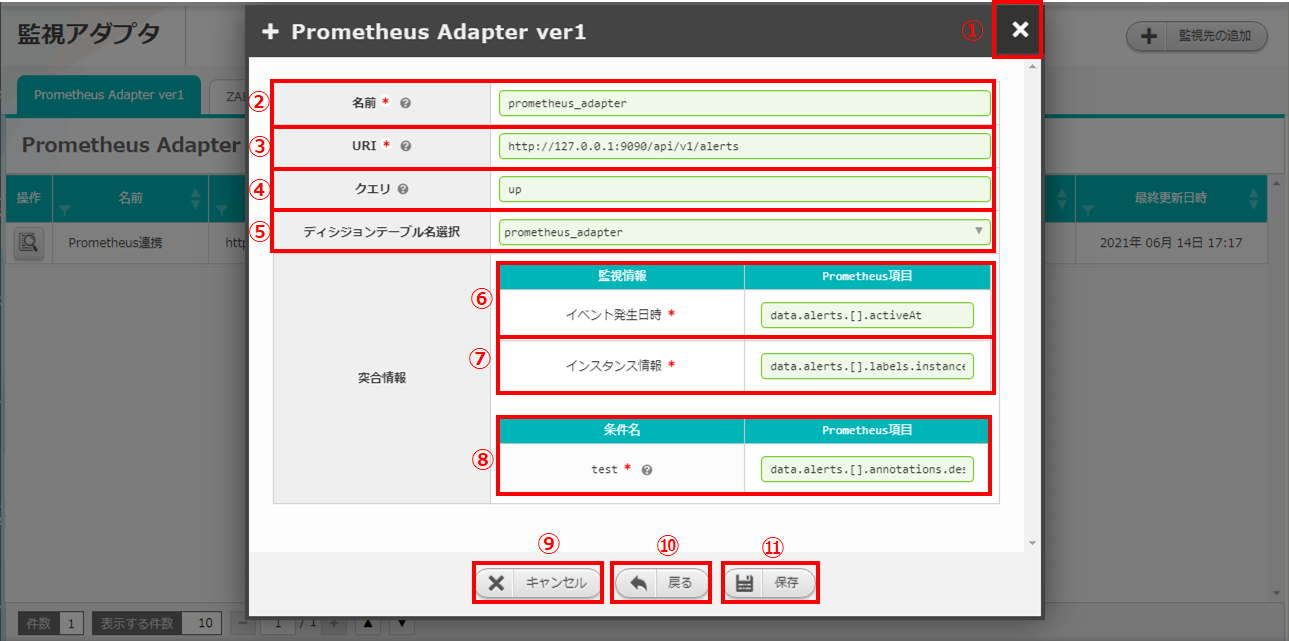 監視アダプタ
監視先の追加
Prometheus Adapter ver1
ZA
Prometheus Adapter
操作
名前
最終更新日時
Prometheus連携
http
2021年 06月 14日 17:17
件数 1
表示する件数 10
1 / 1
Prometheus Adapter ver1
①
② 名前 * prometheus_adapter
③ URI * http://127.0.0.1:9090/api/v1/alerts
④ クエリ up
⑤ ディシジョンテーブル名選択 prometheus_adapter
突合情報
監視情報 Prometheus項目
⑥ イベント発生日時 * data.alerts.[].activeAt
⑦ インスタンス情報 * data.alerts.[].labels.instance
条件名 Prometheus項目
⑧ test * data.alerts.[].annotations.des
⑨ ⑩ ⑪
キャンセル 戻る 保存